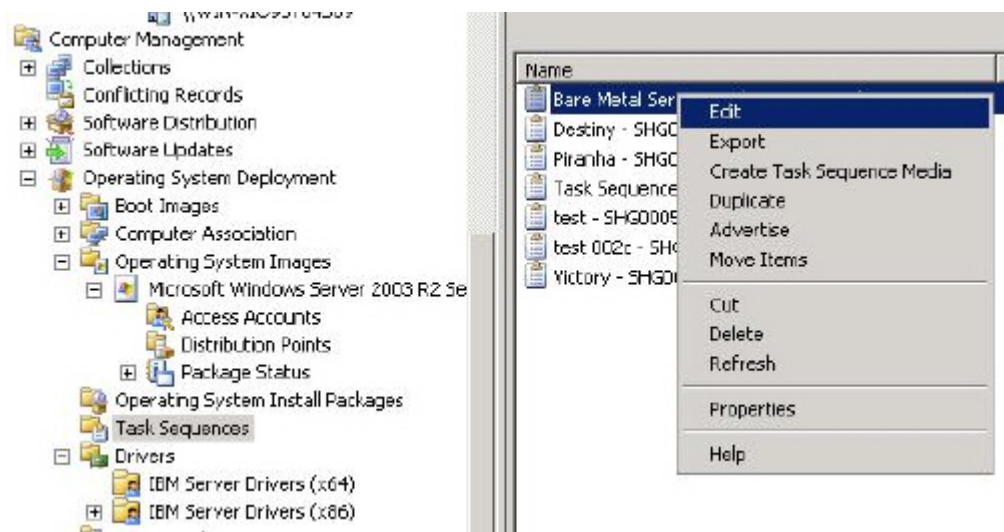 Computer Management
Collections
Conflicting Records
Software Distribution
Software Updates
Operating System Deployment
Boot Images
Computer Association
Operating System Images
Microsoft Windows Server 2003 R2 Se
Access Accounts
Distribution Points
Package Status
Operating System Install Packages
Task Sequences
Drivers
IBM Server Drivers (x64)
IBM Server Drivers (x86)
Name
Bare Metal Ser
Destiny - SHG0
Piranha - SHG0
Task Sequence
test - SHG0005
test 002c - SHG
Victory - SHG0
Edit
Export
Create Task Sequence Media
Duplicate
Advertise
Move Items
Cut
Delete
Refresh
Properties
Help